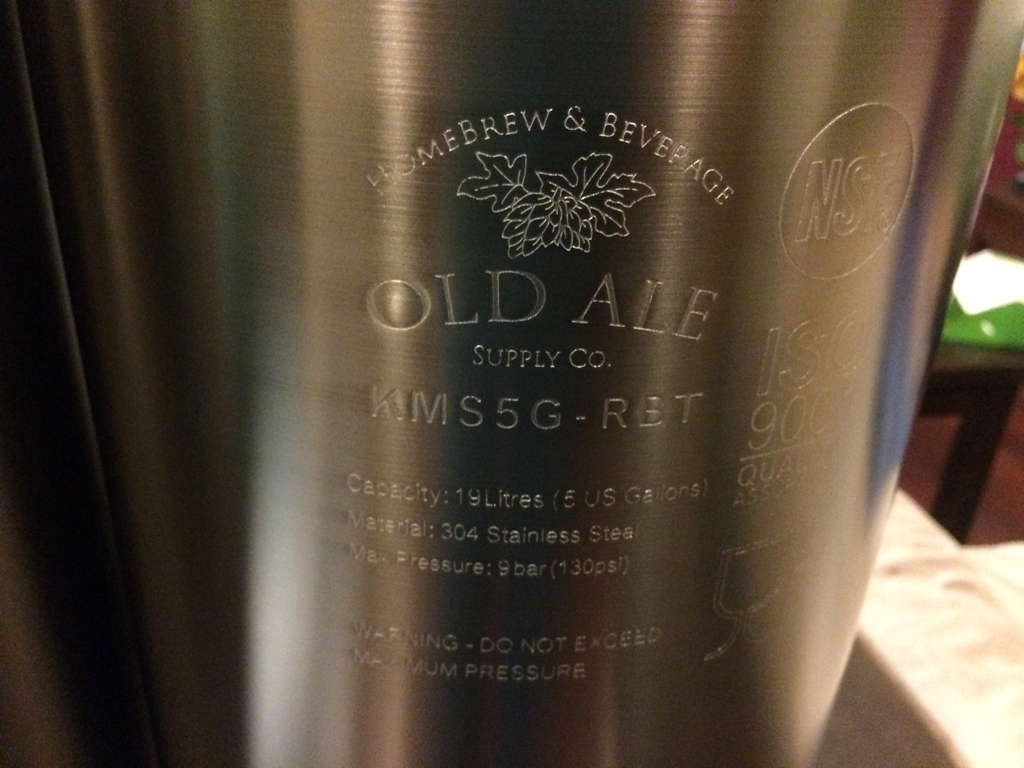 HOMEBREW & BEVERAGE
OLD ALE
SUPPLY CO.
KMS5G-RBT
Capacity: 19Litres (5 US Gallons)
Material: 304 Stainless Steel
Max Pressure: 9bar(130psi)
WARNING - DO NOT EXCEED
MAXIMUM PRESSURE
NSF
ISO